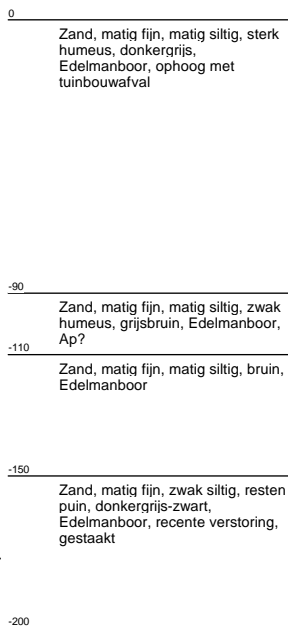 0
Zand, matig fijn, matig siltig, sterk
humeus, donkergrijs,
Edelmanboor, ophoog met
tuinbouwafval
-90
Zand, matig fijn, matig siltig, zwak
humeus, grijsbruin, Edelmanboor,
Ap?
-110
Zand, matig fijn, matig siltig, bruin,
Edelmanboor
-150
Zand, matig fijn, zwak siltig, resten
puin, donkergrijs-zwart,
Edelmanboor, recente verstoring,
gestaakt
-200